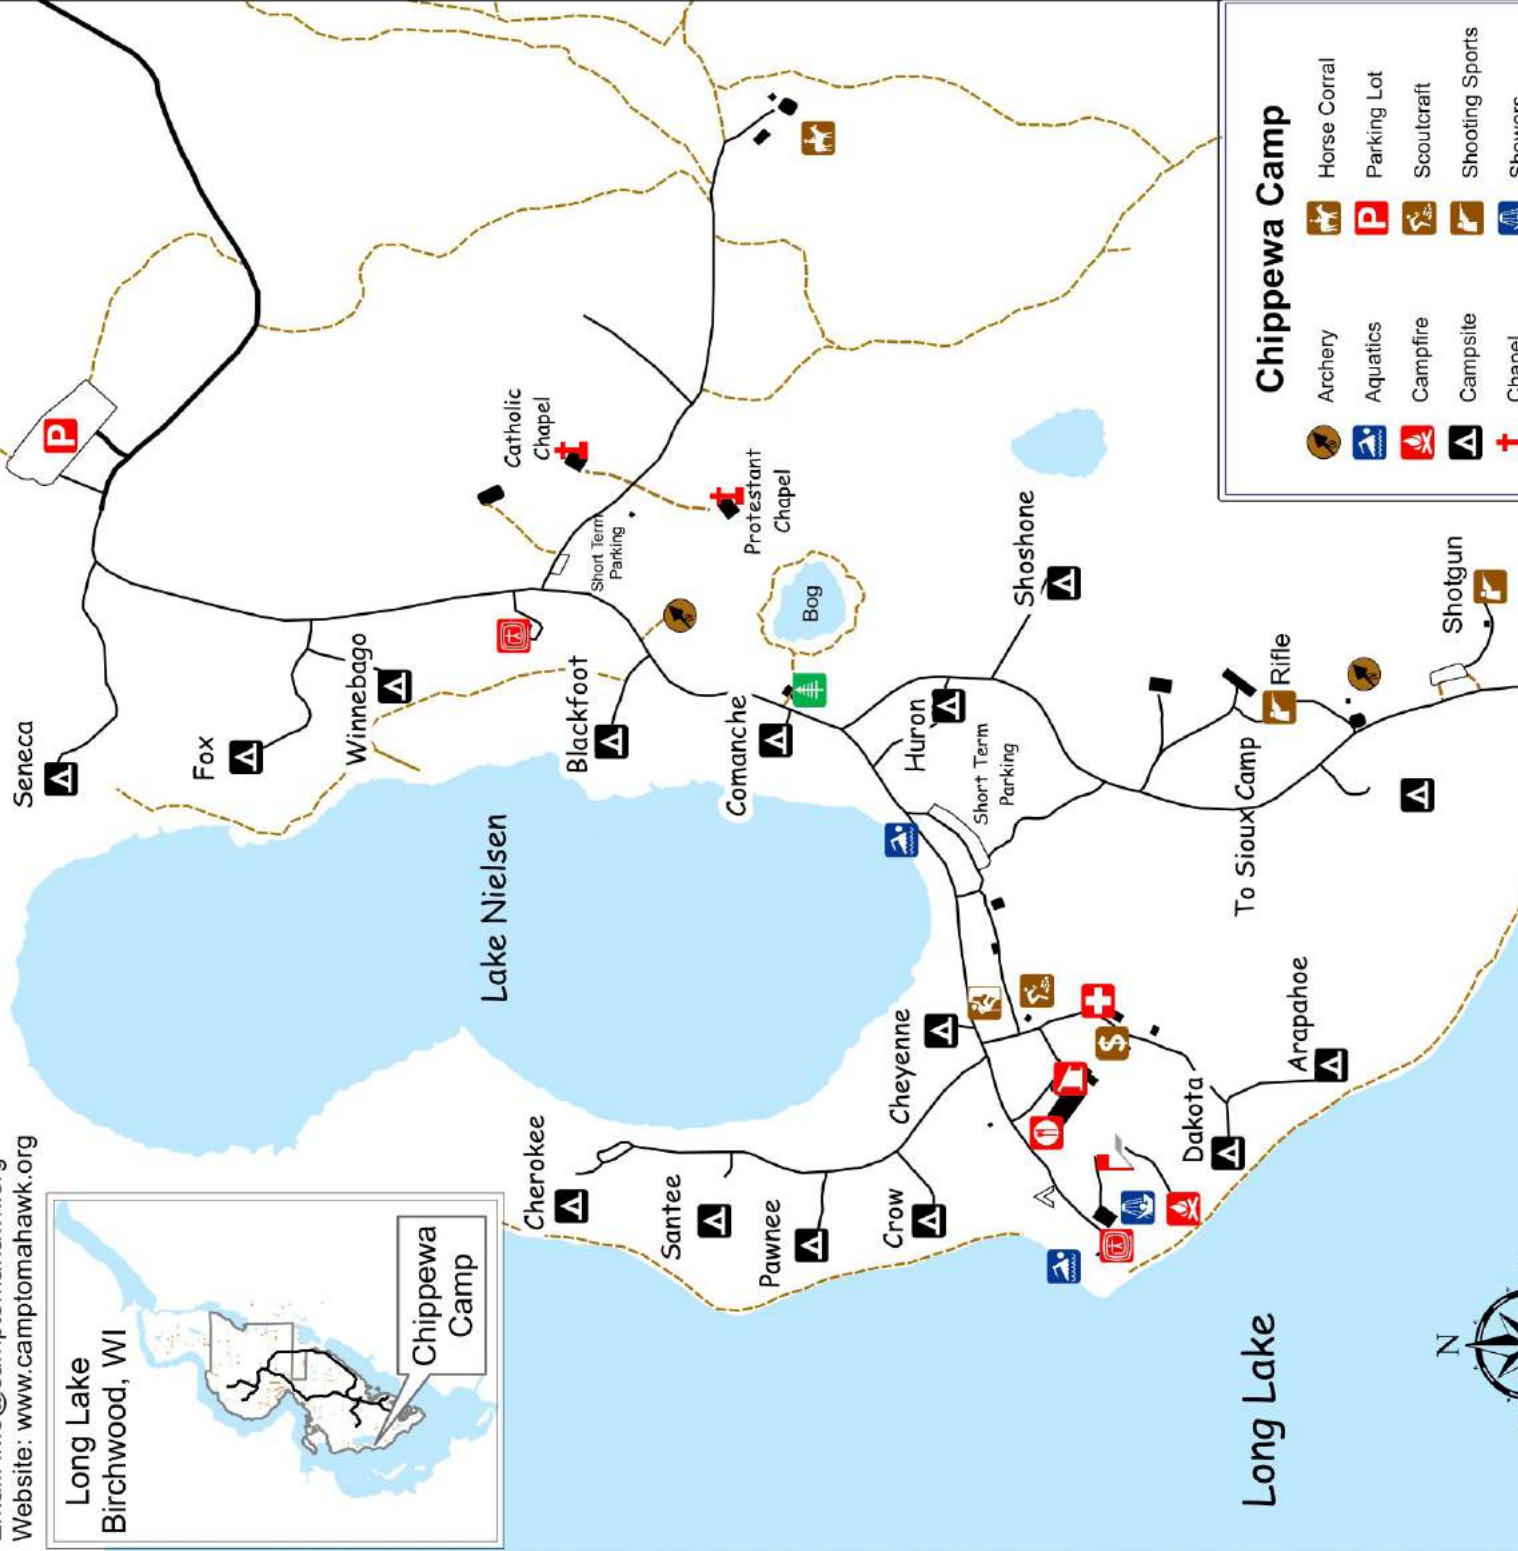 Website: www.camptomahawk.org
Long Lake
Birchwood, WI
Chippewa
Camp
Seneca
Fox
Winnebago
Blackfoot
Comanche
Huron
Shoshone
Catholic
Chapel
Protestant
Chapel
Short Term
Parking
Bog
Lake Nielsen
Short Term
Parking
Rifle
Shotgun
To Sioux Camp
Cherokee
Santee
Pawnee
Crow
Cheyenne
Dakota
Arapahoe
Long Lake
N
P
$
Chippewa Camp
Archery
Aquatics
Campfire
Campsite
Chapel
Horse Corral
P
Parking Lot
Scoutcraft
Shooting Sports
Showers